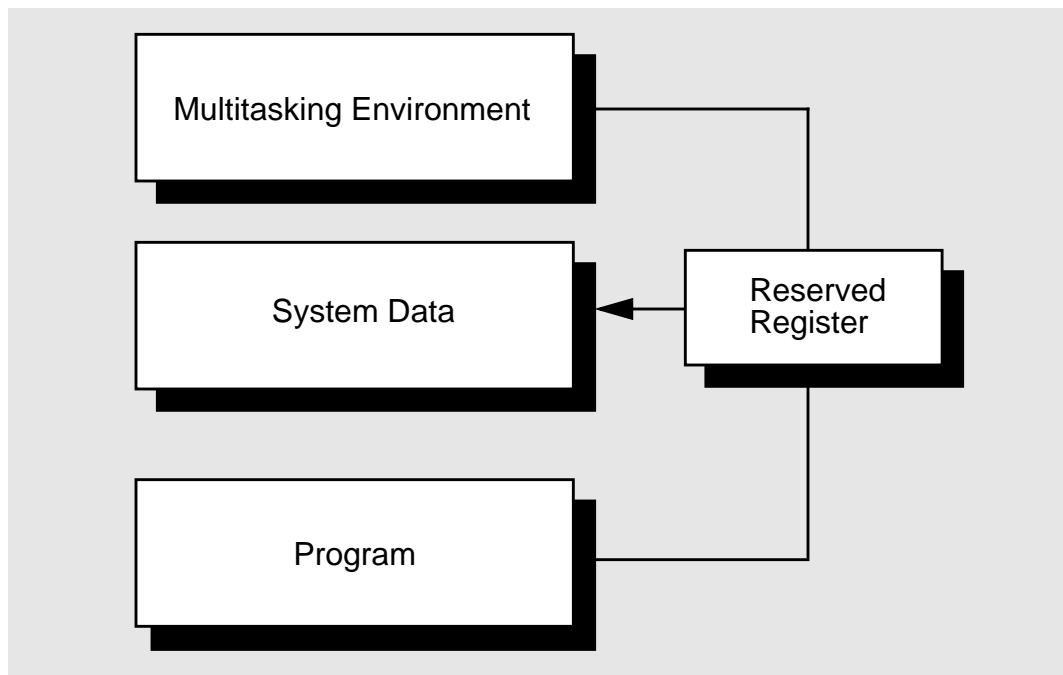 Multitasking Environment
System Data
Reserved
Register
Program